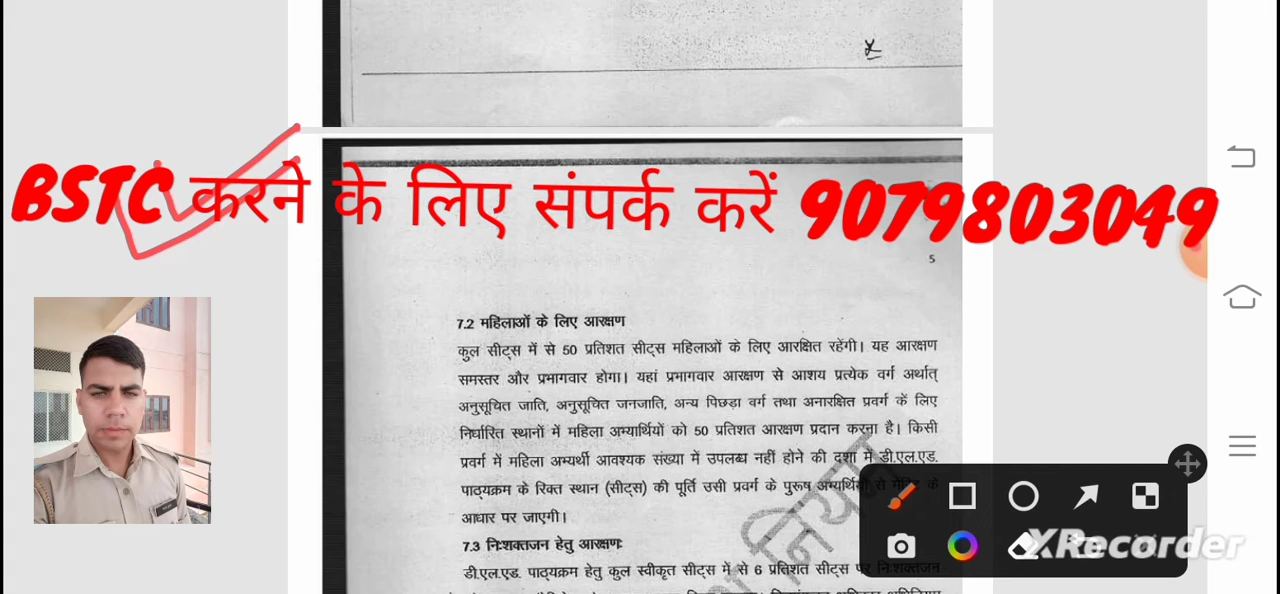 BSTC करने के लिए संपर्क करें 9079803049
5
7.2 महिलाओं के लिए आरक्षण
कुल सीट्स में से 50 प्रतिशत सीट्स महिलाओं के लिए आरक्षित रहेंगी। यह आरक्षण
समस्तर और प्रभागवार होगा। यहां प्रभागवार आरक्षण से आशय प्रत्येक वर्ग अर्थात्
अनुसूचित जाति, अनुसूचित जनजाति, अन्य पिछड़ा वर्ग तथा अनारक्षित प्रवर्ग के लिए
निर्धारित स्थानों में महिला अभ्यार्थियों को 50 प्रतिशत आरक्षण प्रदान करना है। किसी
प्रवर्ग में महिला अभ्यर्थी आवश्यक संख्या में उपलब्ध नहीं होने की दशा में डी.एल.एड.
पाठ्यक्रम के रिक्त स्थान (सीट्स) की पूर्ति उसी प्रवर्ग के पुरूष अभ्यर्थियों से मेरिट के
आधार पर जाएगी।
7.3 निःशक्तजन हेतु आरक्षणः
डी.एल.एड. पाठ्यक्रम हेतु कुल स्वीकृत सीट्स में से 6 प्रतिशत सीट्स पर निःशक्तजन
नियम
XRecorder